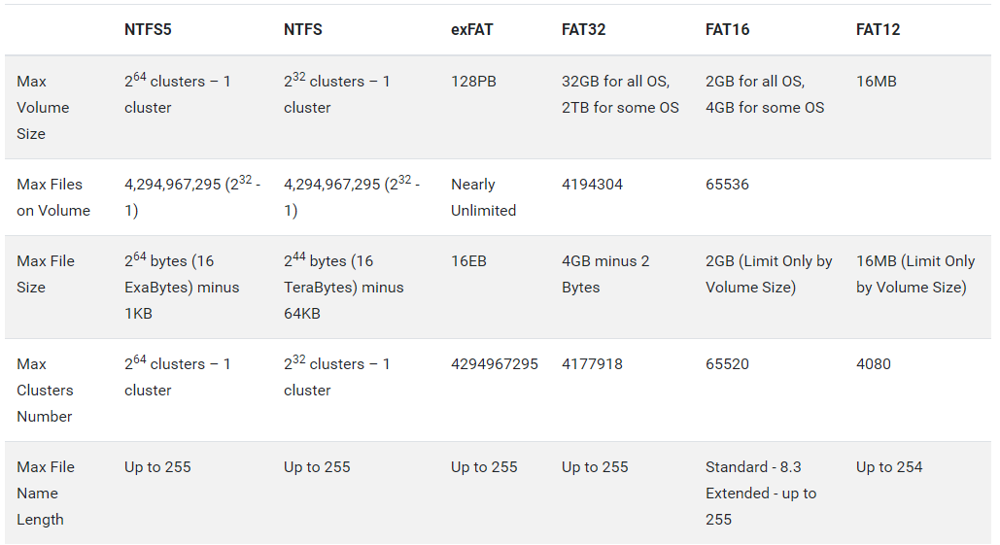 NTFS5 NTFS exFAT FAT32 FAT16 FAT12
Max Volume Size 2^64 clusters – 1 cluster 2^32 clusters – 1 cluster 128PB 32GB for all OS, 2TB for some OS 2GB for all OS, 4GB for some OS 16MB
Max Files on Volume 4,294,967,295 (2^32 - 1) 4,294,967,295 (2^32 - 1) Nearly Unlimited 4194304 65536
Max File Size 2^64 bytes (16 ExaBytes) minus 1KB 2^44 bytes (16 TeraBytes) minus 64KB 16EB 4GB minus 2 Bytes 2GB (Limit Only by Volume Size) 16MB (Limit Only by Volume Size)
Max Clusters Number 2^64 clusters – 1 cluster 2^32 clusters – 1 cluster 4294967295 4177918 65520 4080
Max File Name Length Up to 255 Up to 255 Up to 255 Up to 255 Standard - 8.3 Extended - up to 255 Up to 254